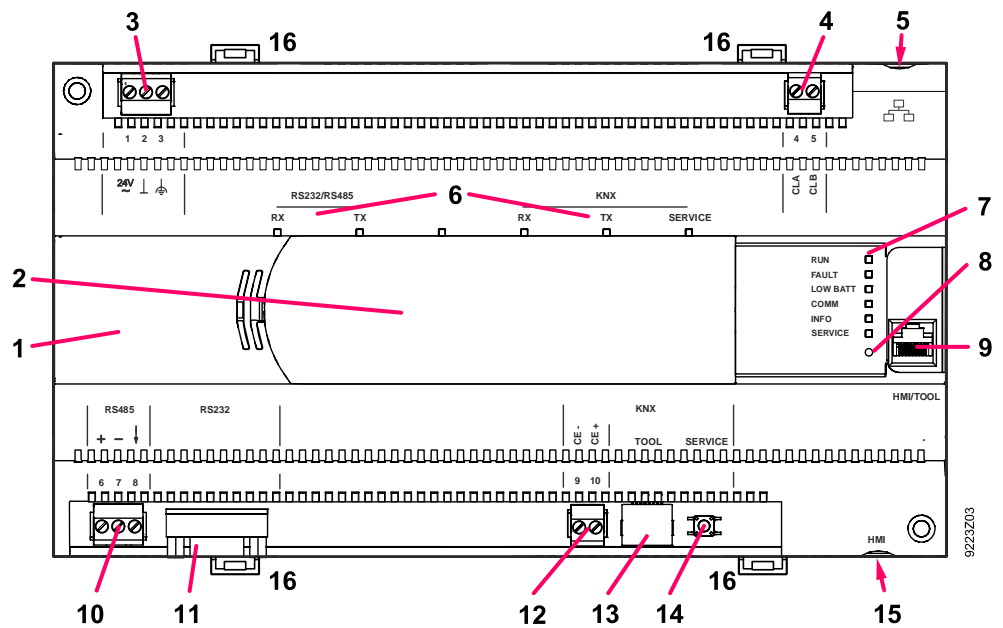 3 16 16 4 5
1 2 3 4 5
24V CLA CLB
~
RS232/RS485 6 KNX
RX TX RX TX SERVICE
7
RUN
8
2 FAULT
LOW BATT
COMM
INFO
1 SERVICE 9
HMI/TOOL
RS485 RS232 KNX
+ − CE - CE + TOOL SERVICE
6 7 8 9 10
HMI
9223Z03
16 16
10 11 12 13 14 15